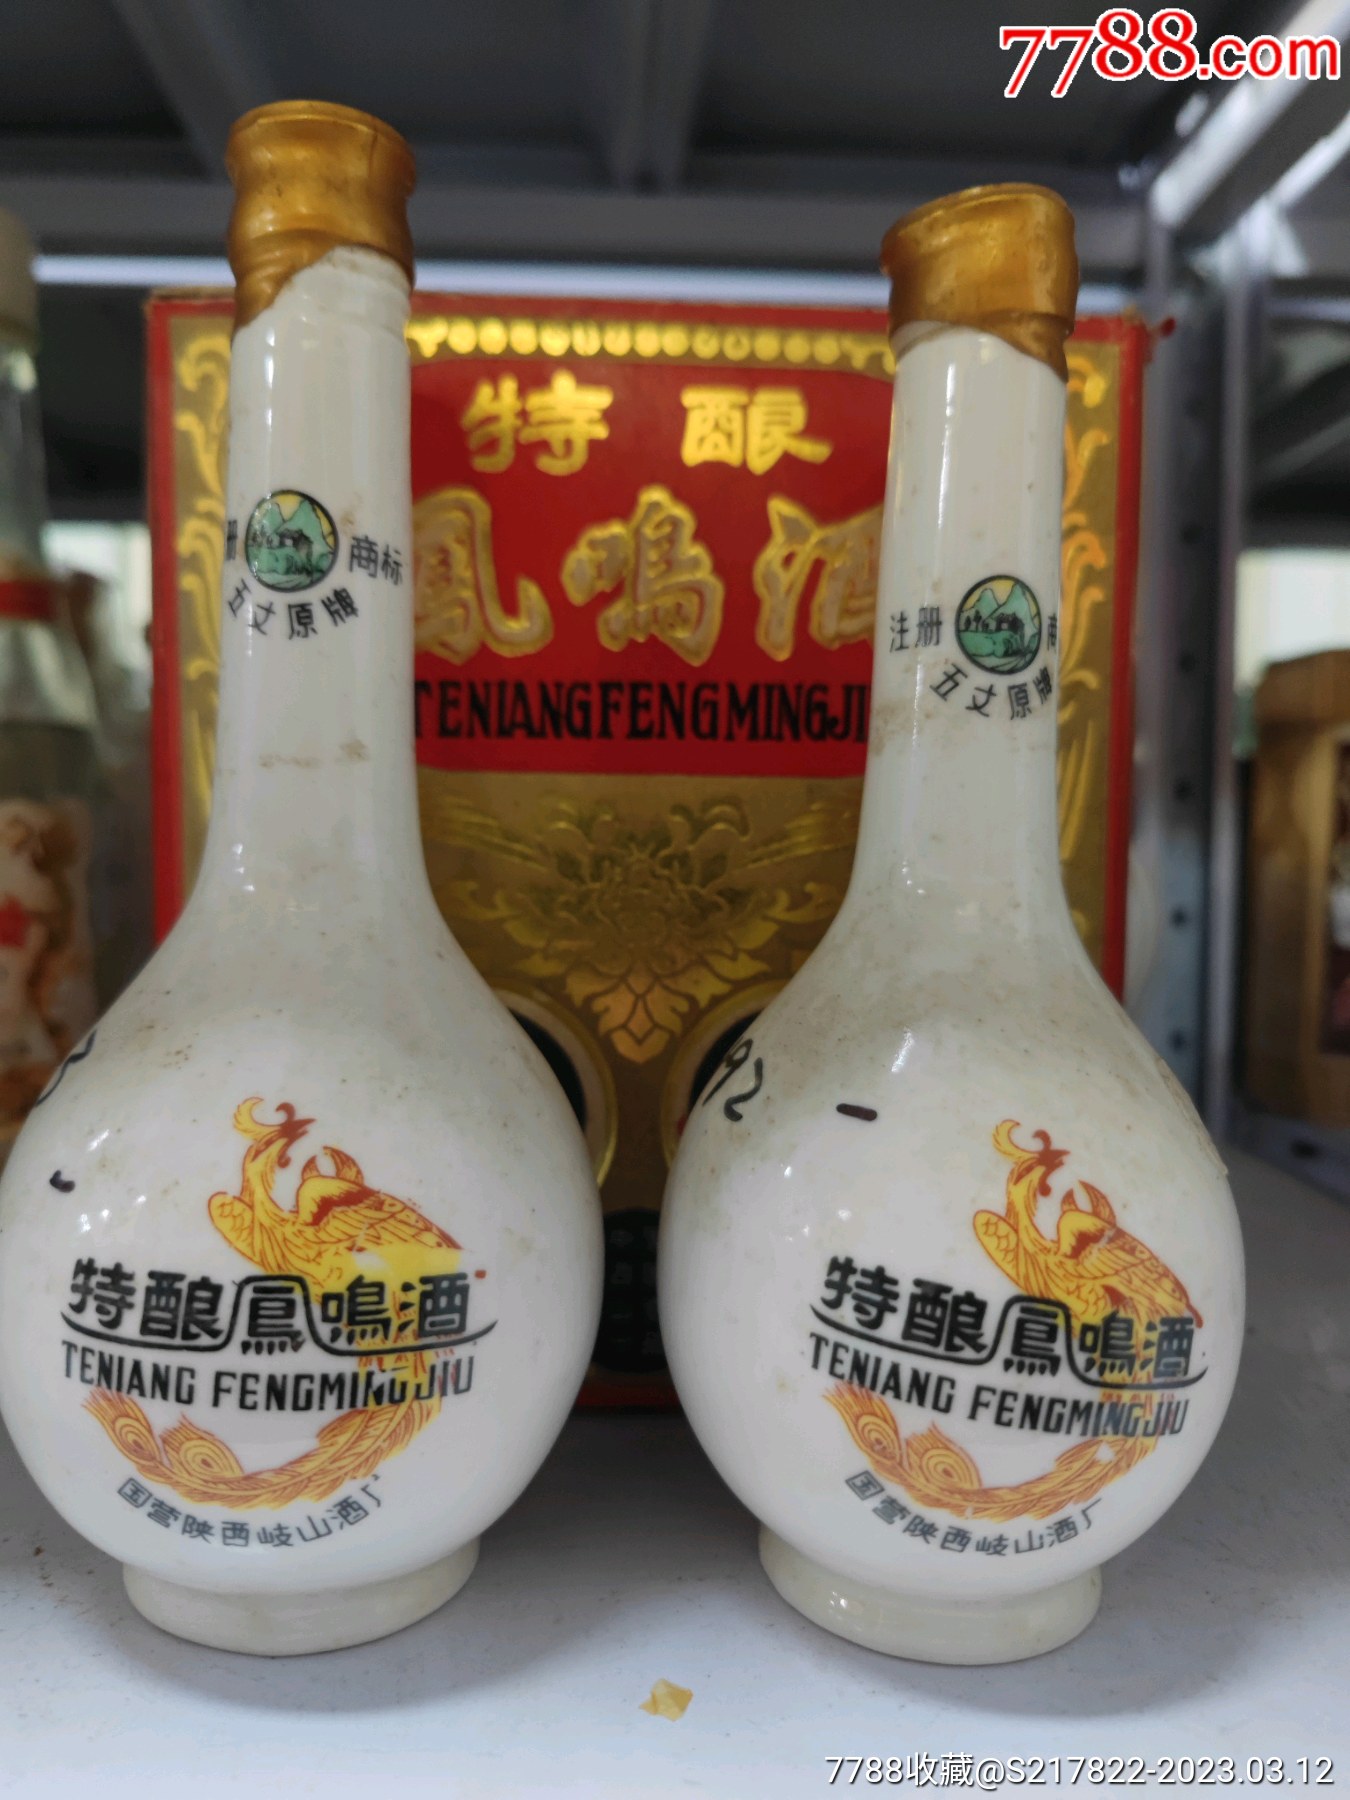 7788.com
特酿
鳳鳴酒
TENIANGFENGMINGJI
册 商标
五丈原牌
注册 商
五丈原牌
92
特酿鳳鳴酒
TENIANG FENGMINGJIU
国营陕西岐山酒厂
特酿鳳鳴酒
TENIANG FENGMINGJIU
国营陕西岐山酒厂
7788收藏@S217822-2023.03.12